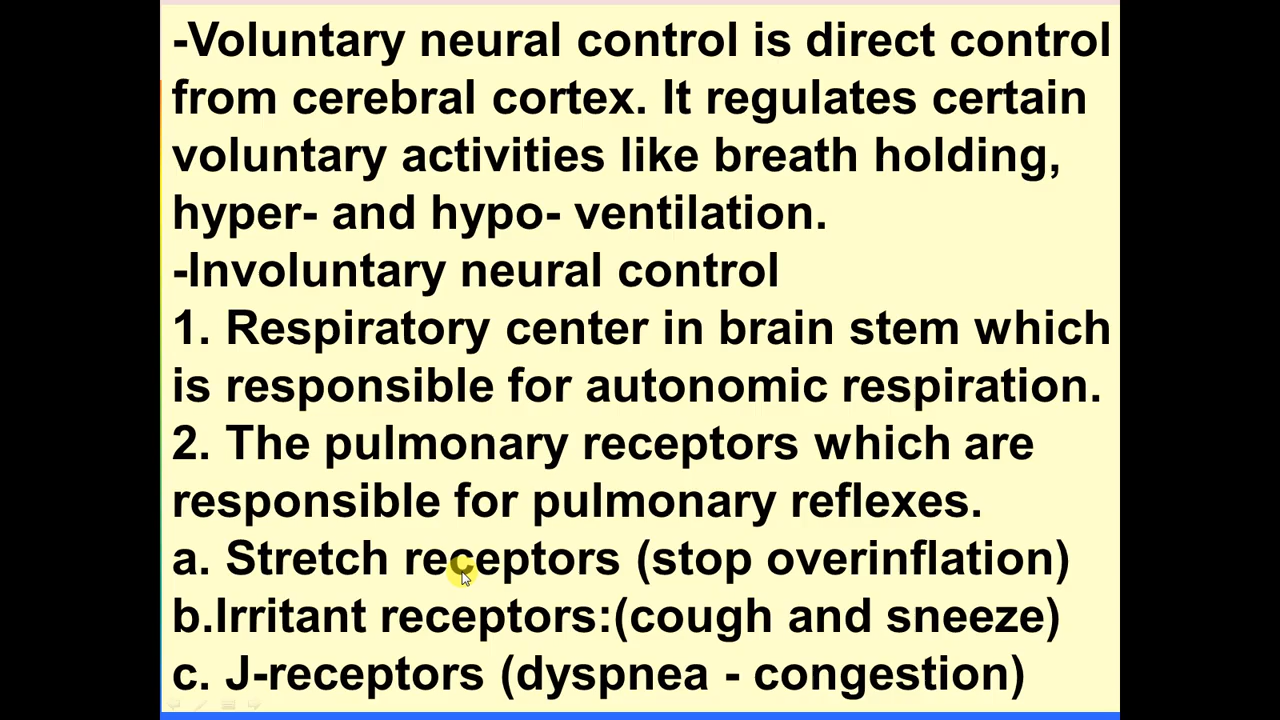 -Voluntary neural control is direct control
from cerebral cortex. It regulates certain
voluntary activities like breath holding,
hyper- and hypo- ventilation.
-Involuntary neural control
1. Respiratory center in brain stem which
is responsible for autonomic respiration.
2. The pulmonary receptors which are
responsible for pulmonary reflexes.
a. Stretch receptors (stop overinflation)
b.Irritant receptors:(cough and sneeze)
c. J-receptors (dyspnea - congestion)